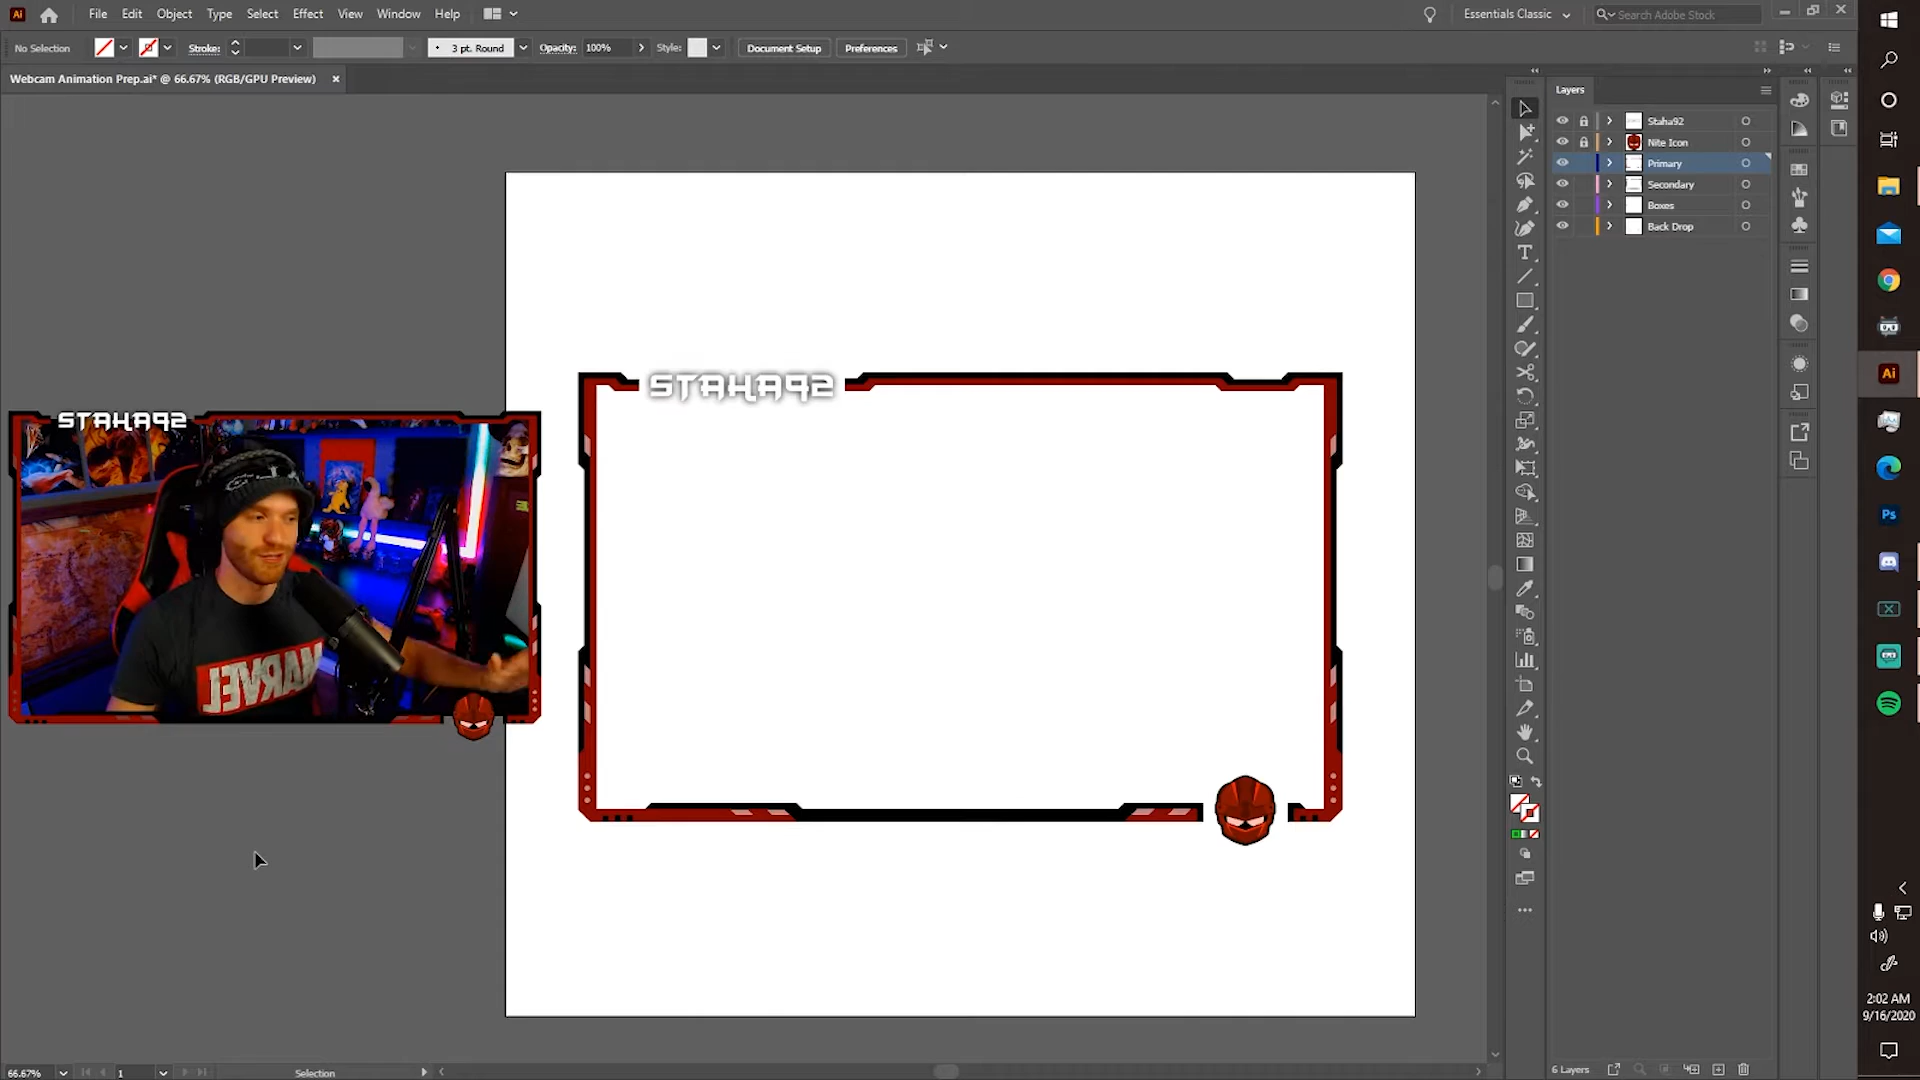 File Edit Object Type Select Effect View Window Help
Essentials Classic
Search Adobe Stock
No Selection
Stroke:
3 pt. Round
Opacity: 100%
Style:
Document Setup
Preferences
Webcam Animation Prep.ai* @ 66.67% (RGB/GPU Preview)
Layers
Staha92
Nite Icon
Primary
Secondary
Boxes
Back Drop
STAHA92
STAHA92
MARVEL
Ai
Ai
Ps
2:02 AM
9/16/2020
66.67%
1
Selection
6 Layers